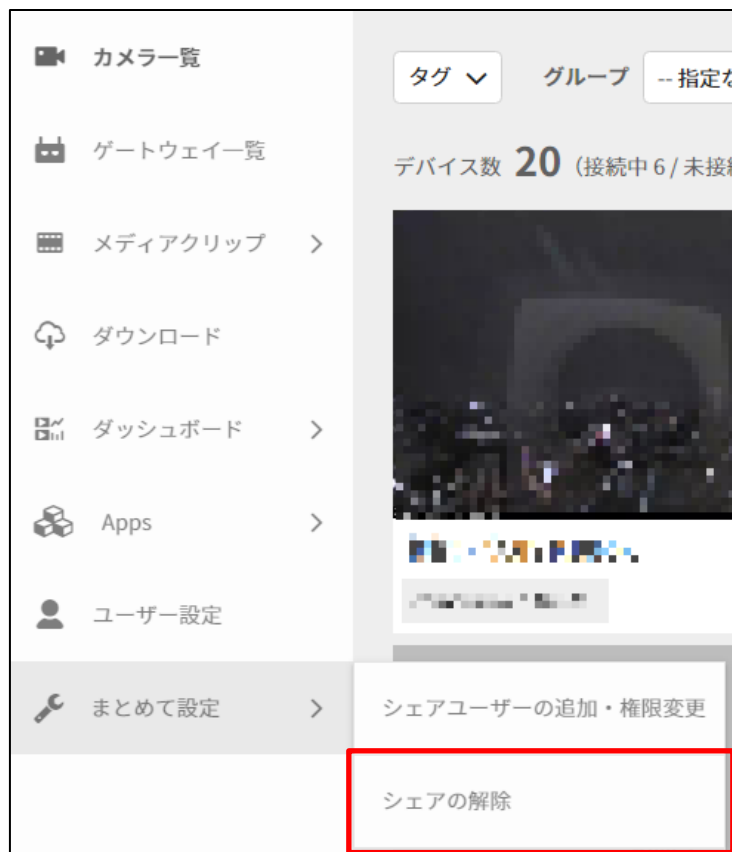 カメラ一覧
ゲートウェイ一覧
メディアクリップ
ダウンロード
ダッシュボード
Apps
ユーザー設定
まとめて設定
タグ グループ -- 指定な
デバイス数 20 (接続中 6 / 未接続
シェアユーザーの追加・権限変更
シェアの解除